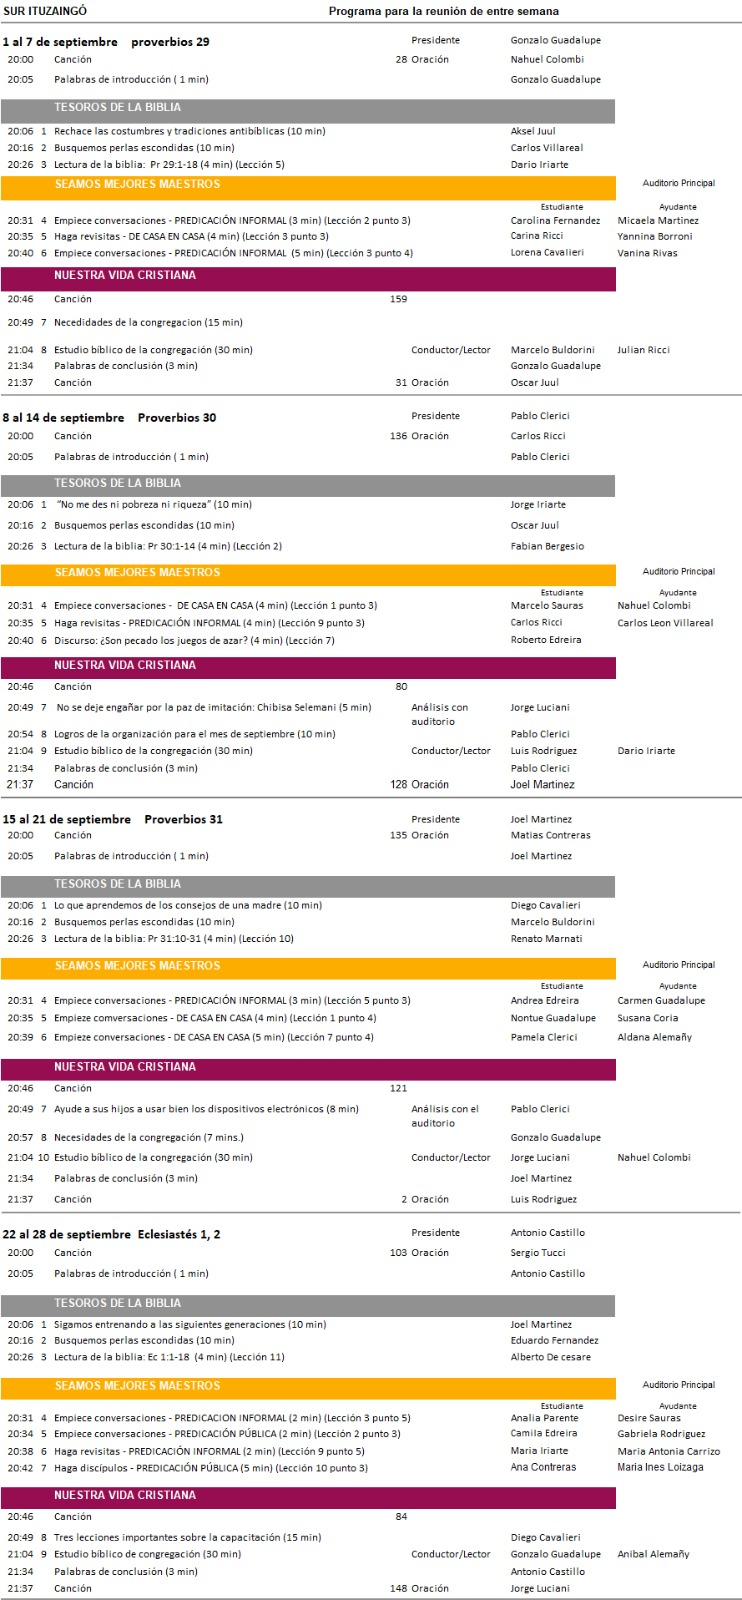 SUR ITUZAINGÓ Programa para la reunión de entre semana
1 al 7 de septiembre proverbios 29 Presidente Gonzalo Guadalupe
20:00 Canción 28 Oración Nahuel Colombi
20:05 Palabras de introducción ( 1 min) Gonzalo Guadalupe
TESOROS DE LA BIBLIA
20:06 1 Rechace las costumbres y tradiciones antibíblicas (10 min) Aksel Juul
20:16 2 Busquemos perlas escondidas (10 min) Carlos Villareal
20:26 3 Lectura de la biblia: Pr 29:1-18 (4 min) (Lección 5) Dario Iriarte
SEAMOS MEJORES MAESTROS Auditorio Principal
Estudiante Ayudante
20:31 4 Empiece conversaciones - PREDICACIÓN INFORMAL (3 min) (Lección 2 punto 3) Carolina Fernandez Micaela Martinez
20:35 5 Haga revisitas - DE CASA EN CASA (4 min) (Lección 3 punto 3) Carina Ricci Yannina Borroni
20:40 6 Empiece conversaciones - PREDICACIÓN INFORMAL (5 min) (Lección 3 punto 4) Lorena Cavalieri Vanina Rivas
NUESTRA VIDA CRISTIANA
20:46 Canción 159
20:49 7 Necedidades de la congregacion (15 min)
21:04 8 Estudio bíblico de la congregación (30 min) Conductor/Lector Marcelo Buldorini Julian Ricci
21:34 Palabras de conclusión (3 min) Gonzalo Guadalupe
21:37 Canción 31 Oración Oscar Juul
8 al 14 de septiembre Proverbios 30 Presidente Pablo Clerici
20:00 Canción 136 Oración Carlos Ricci
20:05 Palabras de introducción ( 1 min) Pablo Clerici
TESOROS DE LA BIBLIA
20:06 1 “No me des ni pobreza ni riqueza” (10 min) Jorge Iriarte
20:16 2 Busquemos perlas escondidas (10 min) Oscar Juul
20:26 3 Lectura de la biblia: Pr 30:1-14 (4 min) (Lección 2) Fabian Bergesio
SEAMOS MEJORES MAESTROS Auditorio Principal
Estudiante Ayudante
20:31 4 Empiece conversaciones - DE CASA EN CASA (4 min) (Lección 1 punto 3) Marcelo Sauras Nahuel Colombi
20:35 5 Haga revisitas - PREDICACIÓN INFORMAL (4 min) (Lección 9 punto 3) Carlos Ricci Carlos Leon Villareal
20:40 6 Discurso: ¿Son pecado los juegos de azar? (4 min) (Lección 7) Roberto Edreira
NUESTRA VIDA CRISTIANA
20:46 Canción 80
20:49 7 No se deje engañar por la paz de imitación: Chibisa Selemani (5 min) Análisis con Jorge Luciani
auditorio
20:54 8 Logros de la organización para el mes de septiembre (10 min) Pablo Clerici
21:04 9 Estudio bíblico de la congregación (30 min) Conductor/Lector Luis Rodriguez Dario Iriarte
21:34 Palabras de conclusión (3 min) Pablo Clerici
21:37 Canción 128 Oración Joel Martinez
15 al 21 de septiembre Proverbios 31 Presidente Joel Martinez
20:00 Canción 135 Oración Matias Contreras
20:05 Palabras de introducción ( 1 min) Joel Martinez
TESOROS DE LA BIBLIA
20:06 1 Lo que aprendemos de los consejos de una madre (10 min) Diego Cavalieri
20:16 2 Busquemos perlas escondidas (10 min) Marcelo Buldorini
20:26 3 Lectura de la biblia: Pr 31:10-31 (4 min) (Lección 10) Renato Marnati
SEAMOS MEJORES MAESTROS Auditorio Principal
Estudiante Ayudante
20:31 4 Empiece conversaciones - PREDICACIÓN INFORMAL (3 min) (Lección 5 punto 3) Andrea Edreira Carmen Guadalupe
20:35 5 Empieze comversaciones - DE CASA EN CASA (4 min) (Lección 1 punto 4) Nontue Guadalupe Susana Coria
20:39 6 Empieze conversaciones - DE CASA EN CASA (5 min) (Lección 7 punto 4) Pamela Clerici Aldana Alemañy
NUESTRA VIDA CRISTIANA
20:46 Canción 121
20:49 7 Ayude a sus hijos a usar bien los dispositivos electrónicos (8 min) Análisis con el Pablo Clerici
auditorio
20:57 8 Necesidades de la congregación (7 mins.) Gonzalo Guadalupe
21:04 10 Estudio bíblico de la congregación (30 min) Conductor/Lector Jorge Luciani Nahuel Colombi
21:34 Palabras de conclusión (3 min) Joel Martinez
21:37 Canción 2 Oración Luis Rodriguez
22 al 28 de septiembre Eclesiastés 1, 2 Presidente Antonio Castillo
20:00 Canción 103 Oración Sergio Tucci
20:05 Palabras de introducción ( 1 min) Antonio Castillo
TESOROS DE LA BIBLIA
20:06 1 Sigamos entrenando a las siguientes generaciones (10 min) Joel Martinez
20:16 2 Busquemos perlas escondidas (10 min) Eduardo Fernandez
20:26 3 Lectura de la biblia: Ec 1:1-18 (4 min) (Lección 11) Alberto De cesare
SEAMOS MEJORES MAESTROS Auditorio Principal
Estudiante Ayudante
20:31 4 Empiece conversaciones - PREDICACION INFORMAL (2 min) (Lección 3 punto 5) Analia Parente Desire Sauras
20:34 5 Empiece conversaciones - PREDICACIÓN PÚBLICA (2 min) (Lección 2 punto 3) Camila Edreira Gabriela Rodriguez
20:38 6 Haga revisitas - PREDICACIÓN INFORMAL (2 min) (Lección 9 punto 5) Maria Iriarte Maria Antonia Carrizo
20:42 7 Haga discípulos - PREDICACIÓN PÚBLICA (5 min) (Lección 10 punto 3) Ana Contreras Maria Ines Loizaga
NUESTRA VIDA CRISTIANA
20:46 Canción 84
20:49 8 Tres lecciones importantes sobre la capacitación (15 min) Diego Cavalieri
21:04 9 Estudio bíblico de congregación (30 min) Conductor/Lector Gonzalo Guadalupe Anibal Alemañy
21:34 Palabras de conclusión (3 min) Antonio Castillo
21:37 Canción 148 Oración Jorge Luciani